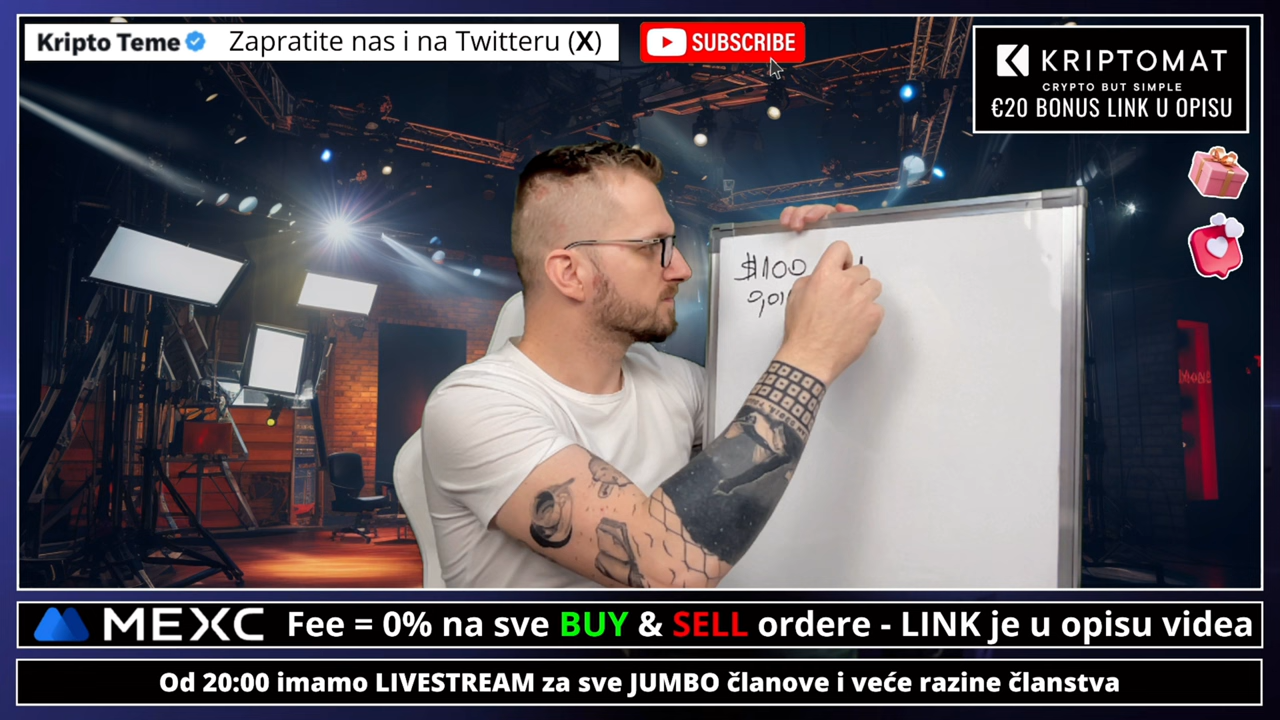 Kripto Teme Zapratite nas i na Twitteru (X)
SUBSCRIBE
KRIPTOMAT
CRYPTO BUT SIMPLE
€20 BONUS LINK U OPISU
$100
0,01
MEXC Fee = 0% na sve BUY & SELL ordere - LINK je u opisu videa
Od 20:00 imamo LIVESTREAM za sve JUMBO članove i veće razine članstva